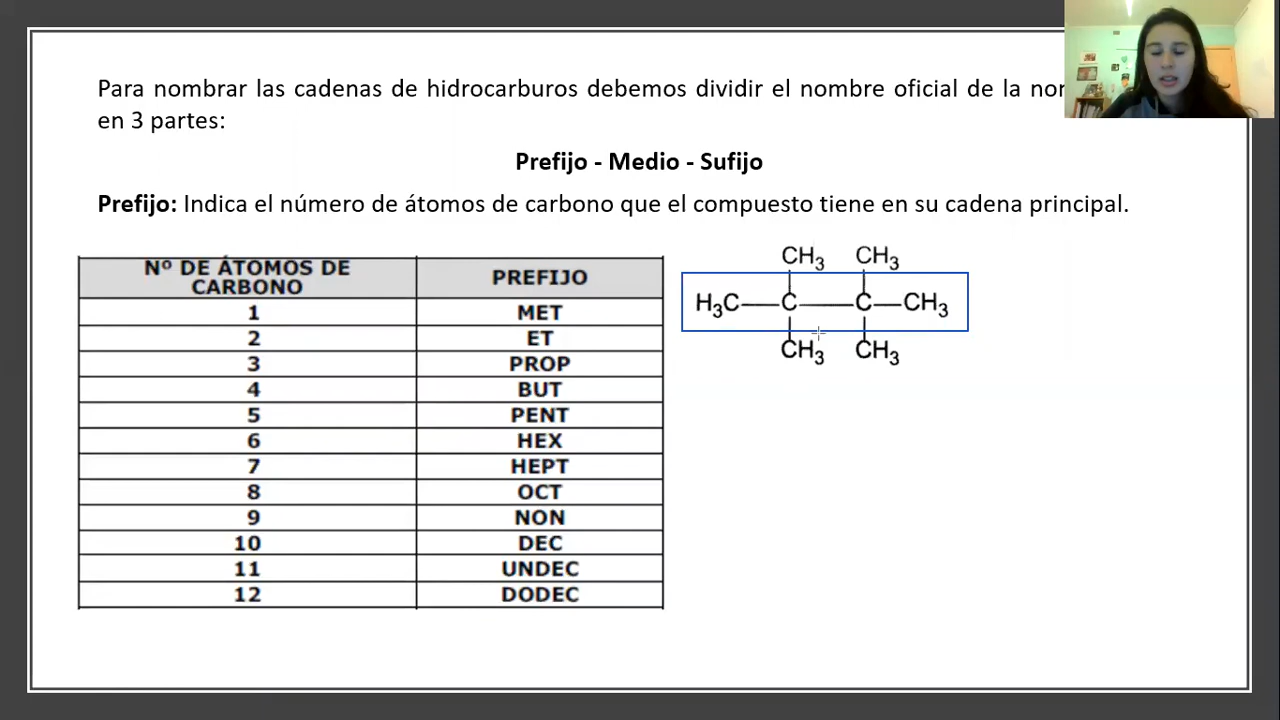 Para nombrar las cadenas de hidrocarburos debemos dividir el nombre oficial de la
en 3 partes:
Prefijo - Medio - Sufijo
Prefijo: Indica el número de átomos de carbono que el compuesto tiene en su cadena principal.
Nº DE ÁTOMOS DE CARBONO PREFIJO
1 MET
2 ET
3 PROP
4 BUT
5 PENT
6 HEX
7 HEPT
8 OCT
9 NON
10 DEC
11 UNDEC
12 DODEC
CH3 CH3
H3C—C—C—CH3
CH3 CH3